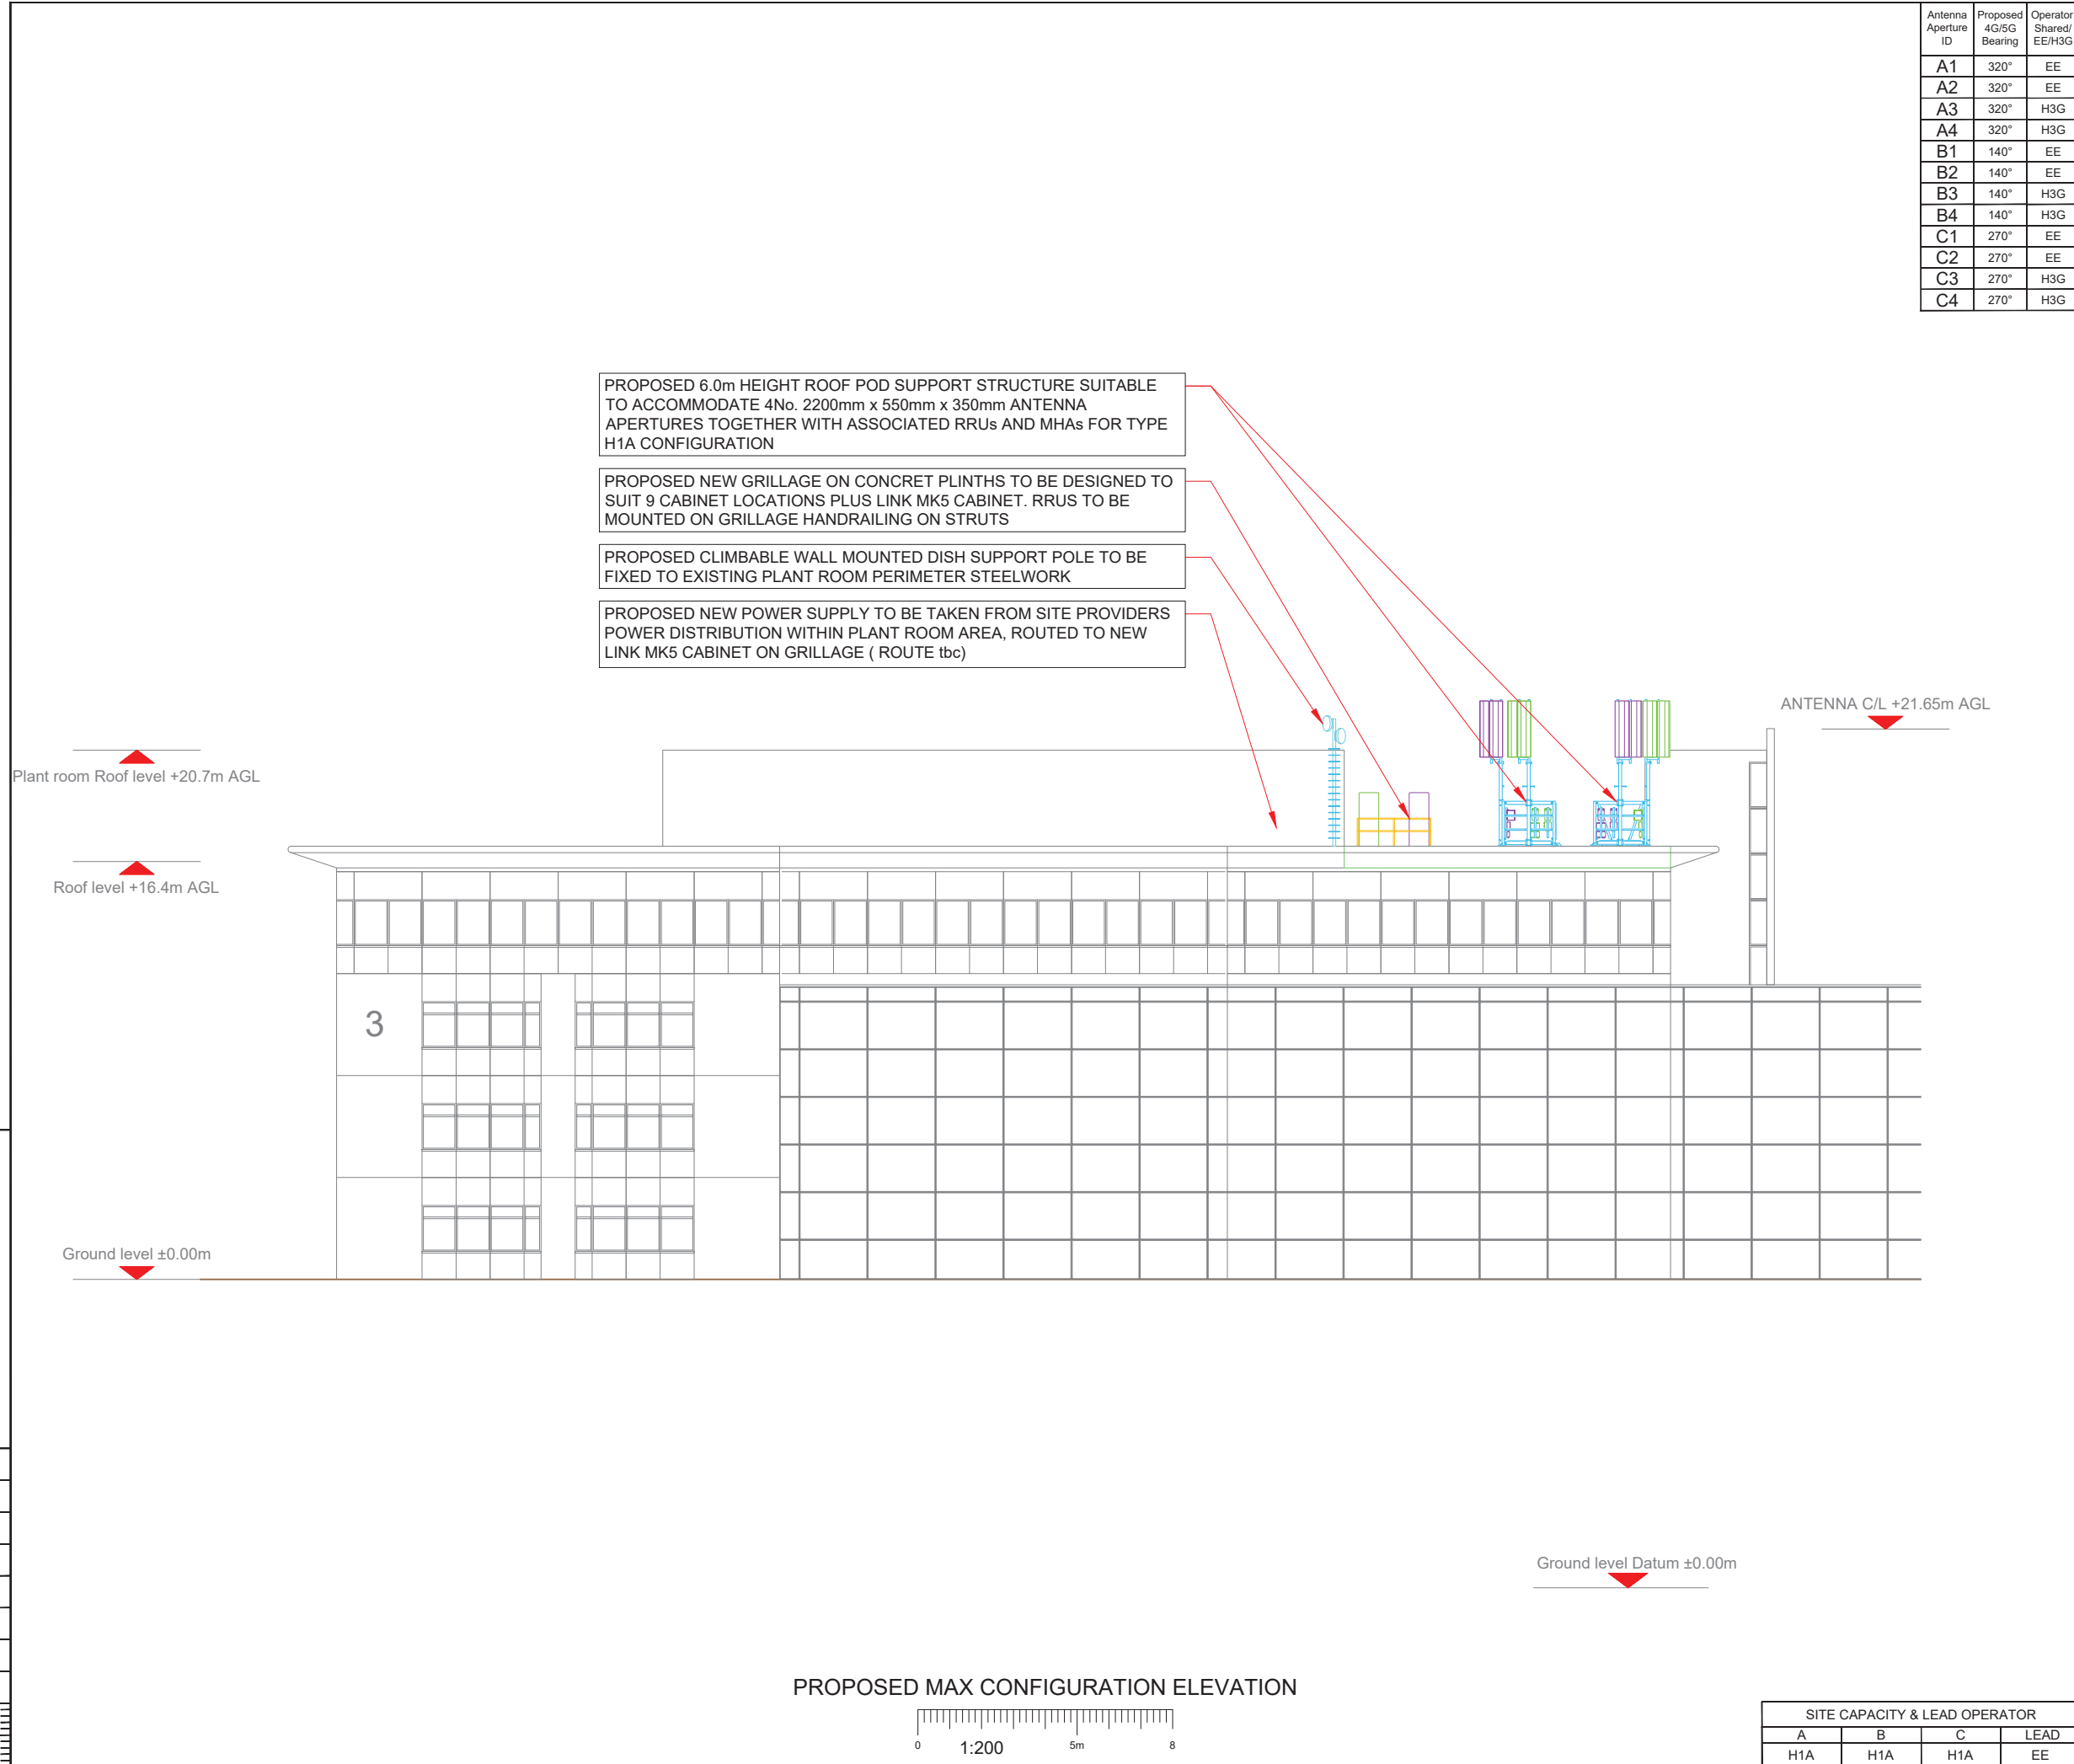 Antenna Aperture ID | Proposed 4G/5G Bearing | Operator Shared/ EE/H3G
A1 320° EE
A2 320° EE
A3 320° H3G
A4 320° H3G
B1 140° EE
B2 140° EE
B3 140° H3G
B4 140° H3G
C1 270° EE
C2 270° EE
C3 270° H3G
C4 270° H3G
PROPOSED 6.0m HEIGHT ROOF POD SUPPORT STRUCTURE SUITABLE
TO ACCOMMODATE 4No. 2200mm x 550mm x 350mm ANTENNA
APERTURES TOGETHER WITH ASSOCIATED RRUs AND MHAs FOR TYPE
H1A CONFIGURATION
PROPOSED NEW GRILLAGE ON CONCRET PLINTHS TO BE DESIGNED TO
SUIT 9 CABINET LOCATIONS PLUS LINK MK5 CABINET. RRUS TO BE
MOUNTED ON GRILLAGE HANDRAILING ON STRUTS
PROPOSED CLIMBABLE WALL MOUNTED DISH SUPPORT POLE TO BE
FIXED TO EXISTING PLANT ROOM PERIMETER STEELWORK
PROPOSED NEW POWER SUPPLY TO BE TAKEN FROM SITE PROVIDERS
POWER DISTRIBUTION WITHIN PLANT ROOM AREA, ROUTED TO NEW
LINK MK5 CABINET ON GRILLAGE ( ROUTE tbc)
ANTENNA C/L +21.65m AGL
Plant room Roof level +20.7m AGL
Roof level +16.4m AGL
3
Ground level ±0.00m
Ground level Datum ±0.00m
PROPOSED MAX CONFIGURATION ELEVATION
0 1:200 5m 8
SITE CAPACITY & LEAD OPERATOR
A B C LEAD
H1A H1A H1A EE